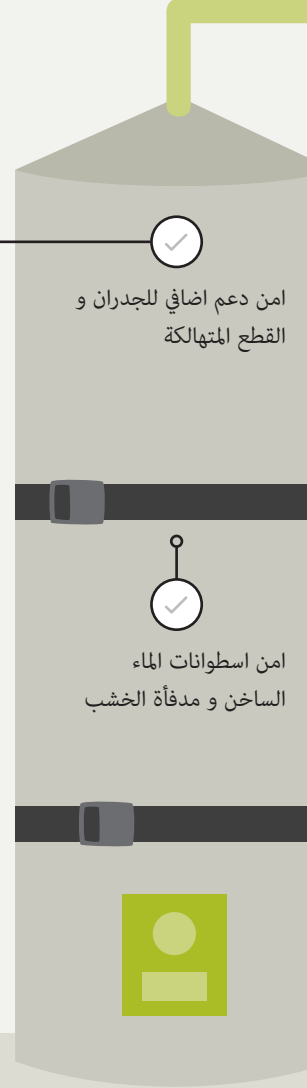 امن دعم اضافي للجدران و
القطع المتهالكة
امن اسطوانات الماء
الساخن و مدفأة الخشب